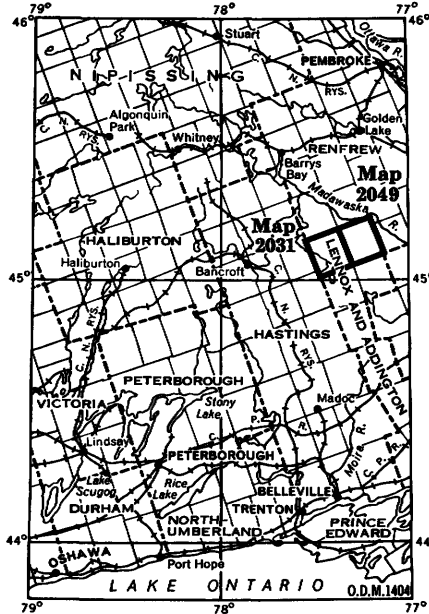 79° 78° 77°
46° 46°
Stuart
Ottawa R.
PEMBROKE
NIPISSING
C. N. RYS.
C. N. RYS.
Algonquin
Park
Golden
Lake
Whitney
RENFREW
Barrys
Bay
Map
2049
Madawaska R.
Map
2031
HALIBURTON
Haliburton
Bancroft
45° 45°
LENNOX AND ADDINGTON
C. N. RYS.
C. N. RYS.
HASTINGS
PETERBOROUGH
VICTORIA
Stony
Lake
Madoc
C. P. R.
Lindsay
Moira R.
PETERBOROUGH
C. P. R.
Lake
Scugog
Rice
Lake
BELLEVILLE
DURHAM
TRENTON
NORTH-
UMBERLAND
PRINCE
EDWARD
44° 44°
OSHAWA
Port Hope
LAKE ONTARIO
O.D.M.1404
79° 78° 77°